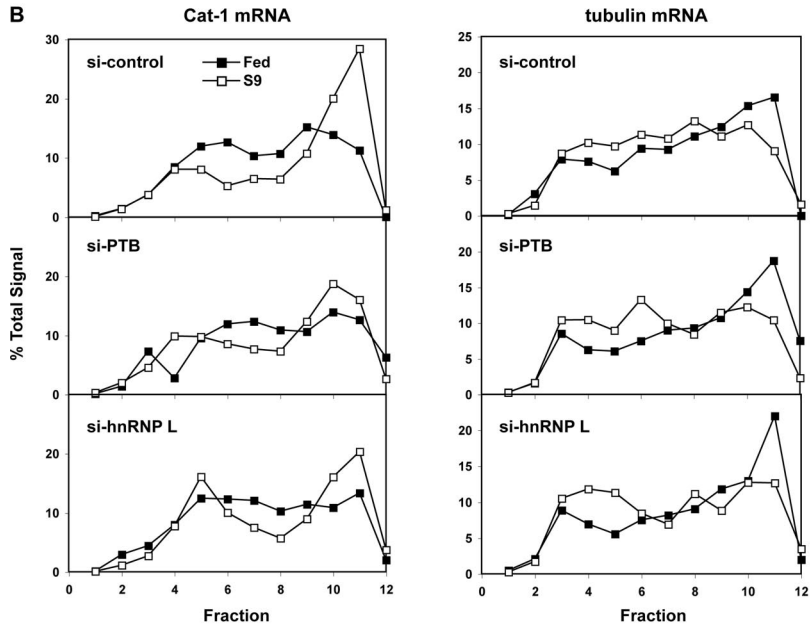 B
Cat-1 mRNA
tubulin mRNA
% Total Signal
30
20
10
0
si-control
Fed
S9
25
20
15
10
5
0
si-control
20
10
0
si-PTB
20
15
10
5
0
si-PTB
20
10
0
si-hnRNP L
0 2 4 6 8 10 12
Fraction
20
15
10
5
0
si-hnRNP L
0 2 4 6 8 10 12
Fraction